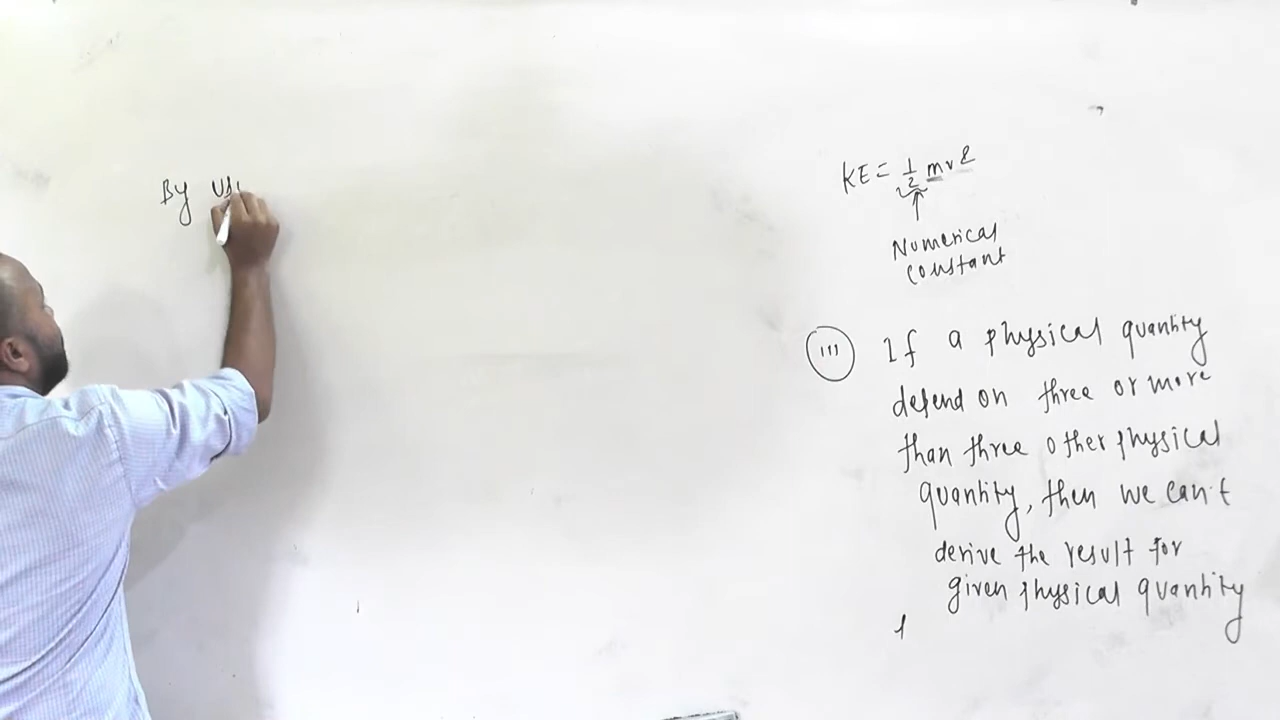 By usi
KE = 1/2 mv2
Numerical
constant
(iii) If a physical quantity
depend on three or more
than three other physical
quantity, then we can't
derive the result for
given physical quantity